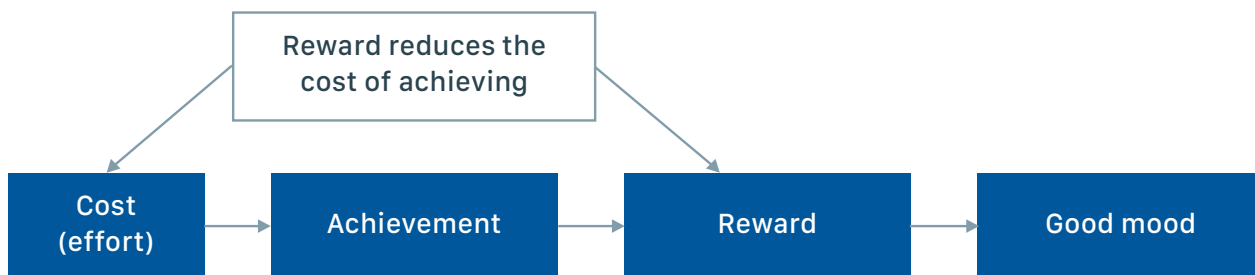 Reward reduces the
cost of achieving
Cost
(effort)
Achievement
Reward
Good mood